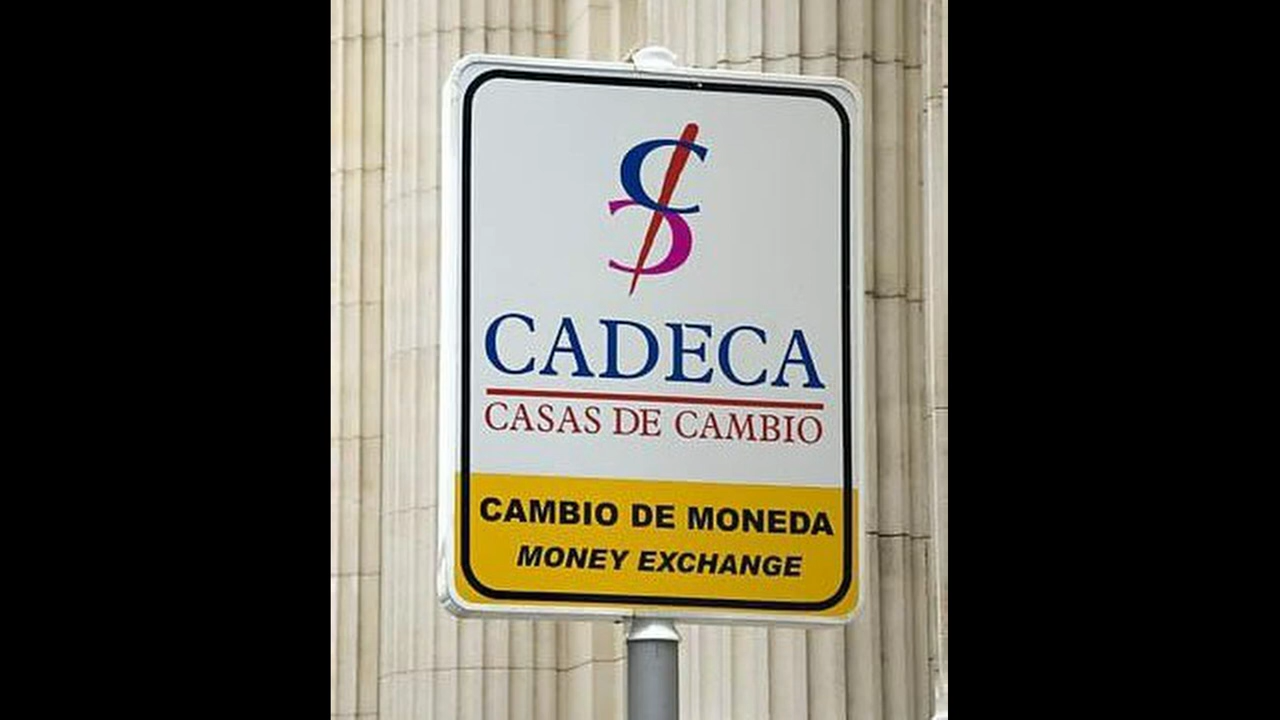 CADECA
CASAS DE CAMBIO
CAMBIO DE MONEDA
MONEY EXCHANGE